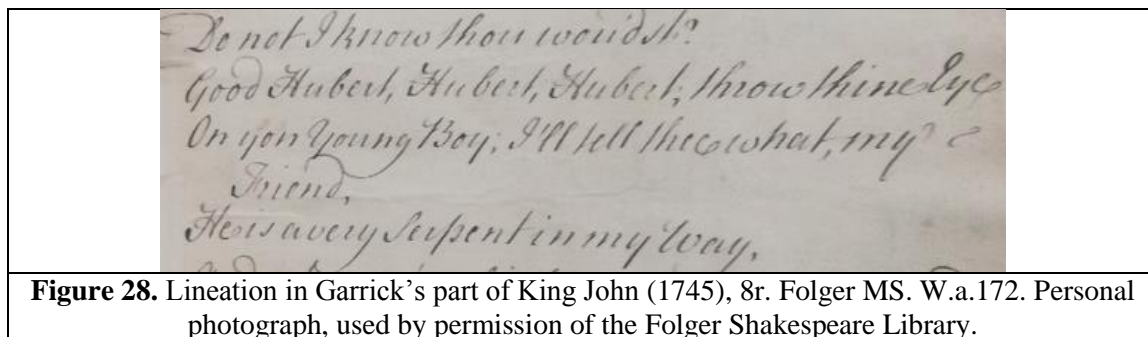 Do not I know thou woudst?
Good Hubert, Hubert, Hubert, throw thine Eye
On yon Young Boy; I'll tell thee what, my
Friend,
He is a very Serpent in my Way,
Figure 28. Lineation in Garrick's part of King John (1745), 8r. Folger MS. W.a.172. Personal
photograph, used by permission of the Folger Shakespeare Library.